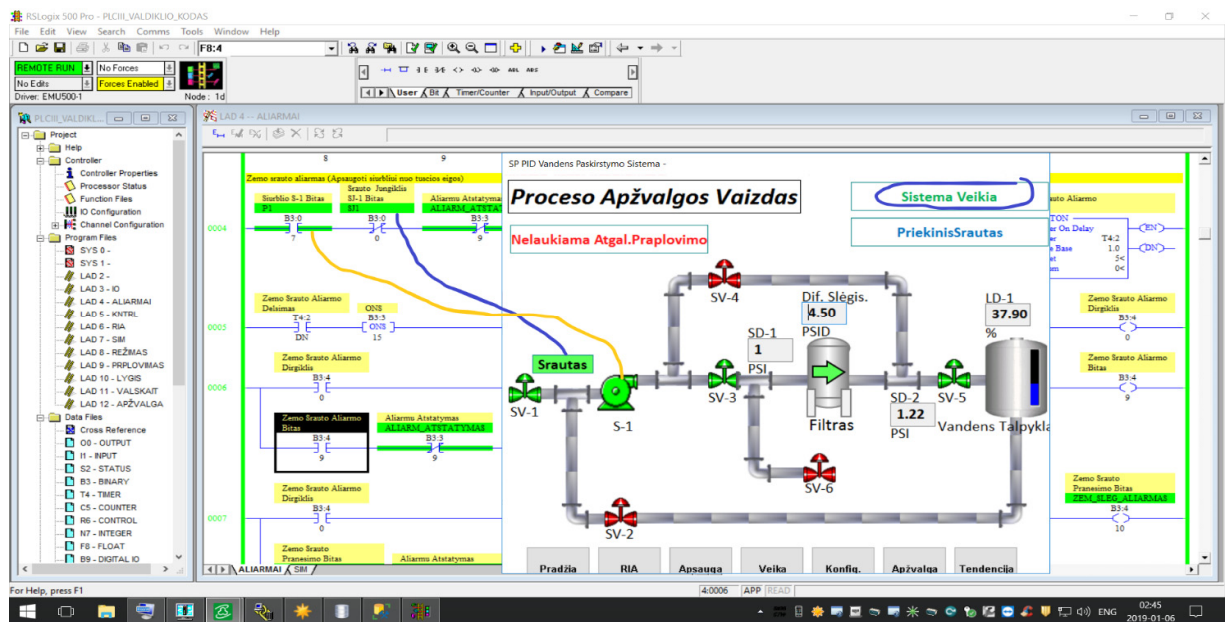 RSLogix 500 Pro - PLCIII_VALDIKLIO_KODAS
File Edit View Search Comms Tools Window Help
F8:4
REMOTE RUN No Forces
No Edits Forces Enabled
Driver: EMU500-1 Node : 1d
User Bit Timer/Counter Input/Output Compare
PLCIII_VALDIKL...
Project
Help
Controller
Controller Properties
Processor Status
Function Files
IO Configuration
Channel Configuration
Program Files
SYS 0 -
SYS 1 -
LAD 2 -
LAD 3 - IO
LAD 4 - ALIARMAI
LAD 5 - KNTRL
LAD 6 - RIA
LAD 7 - SIM
LAD 8 - REŽIMAS
LAD 9 - PRPLOVIMAS
LAD 10 - LYGIS
LAD 11 - VALSKAIT
LAD 12 - APŽVALGA
Data Files
Cross Reference
O0 - OUTPUT
I1 - INPUT
S2 - STATUS
B3 - BINARY
T4 - TIMER
C5 - COUNTER
R6 - CONTROL
N7 - INTEGER
F8 - FLOAT
B9 - DIGITAL IO
LAD 4 -- ALIARMAI
8 9
Zemo srauto aliarmas (Apsaugoti siurbliui nuo tuscios eigos)
Siurblio S-1 Bitas
P1
B3:0
7
Srauto Jungiklis
SJ-1 Bitas
SJ1
B3:0
0
Aliarmu Atstatyma
ALIARM_ATSTAT
B3:3
9
0004
TON
T4:2
1.0
5<
0<
EN
DN
Zemo Srauto Aliarmo
Delsimas
T4:2
DN
ONS
B3:3
ONS
15
0005
Zemo Srauto Aliarmo
Dirgiklis
B3:4
0
Zemo Srauto Aliarmo
Dirgiklis
B3:4
0
0006
Zemo Srauto Aliarmo
Bitas
B3:4
9
Zemo Srauto Aliarmo
Bitas
B3:4
9
Aliarmu Atstatymas
ALIARM_ATSTATYMAS
B3:3
9
Zemo Srauto Aliarmo
Dirgiklis
B3:4
0
0007
Zemo Srauto
Pranesimo Bitas
ZEM_SLEG_ALIARMAS
B3:4
10
Zemo Srauto
Pranesimo Bitas
Aliarmu Atstatymas
SP PID Vandens Paskirstymo Sistema -
Proceso Apžvalgos Vaizdas
Sistema Veikia
Nelaukiama Atgal.Praplovimo
PriekinisSrautas
SV-4
Dif. Slėgis.
4.50
PSID
LD-1
37.90
%
SD-1
1
PSI
Srautas
SV-1
S-1
SV-3
Filtras
SD-2
1.22
PSI
SV-5
Vandens Talpykla
SV-6
SV-2
Pradžia RIA Apsauga Veika Konfig. Apžvalga Tendencija
ALIARMAI SIM
For Help, press F1
4:0006 APP READ
ENG
02:45
2019-01-06